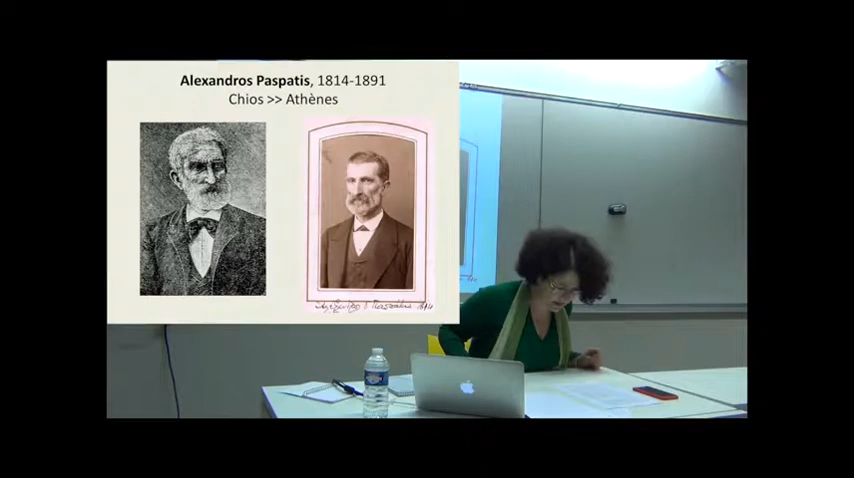 Alexandros Paspatis, 1814-1891
Chios >> Athènes